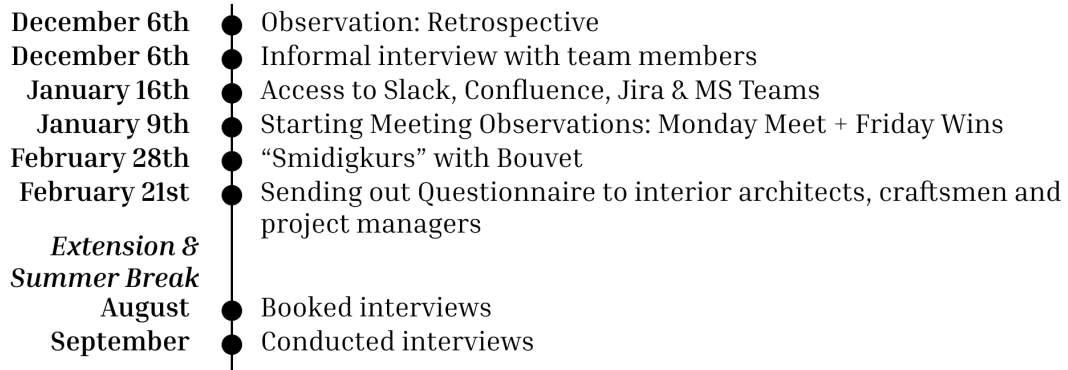 December 6th Observation: Retrospective
December 6th Informal interview with team members
January 16th Access to Slack, Confluence, Jira & MS Teams
January 9th Starting Meeting Observations: Monday Meet + Friday Wins
February 28th “Smidigkurs” with Bouvet
February 21st Sending out Questionnaire to interior architects, craftsmen and
project managers
Extension &
Summer Break
August Booked interviews
September Conducted interviews